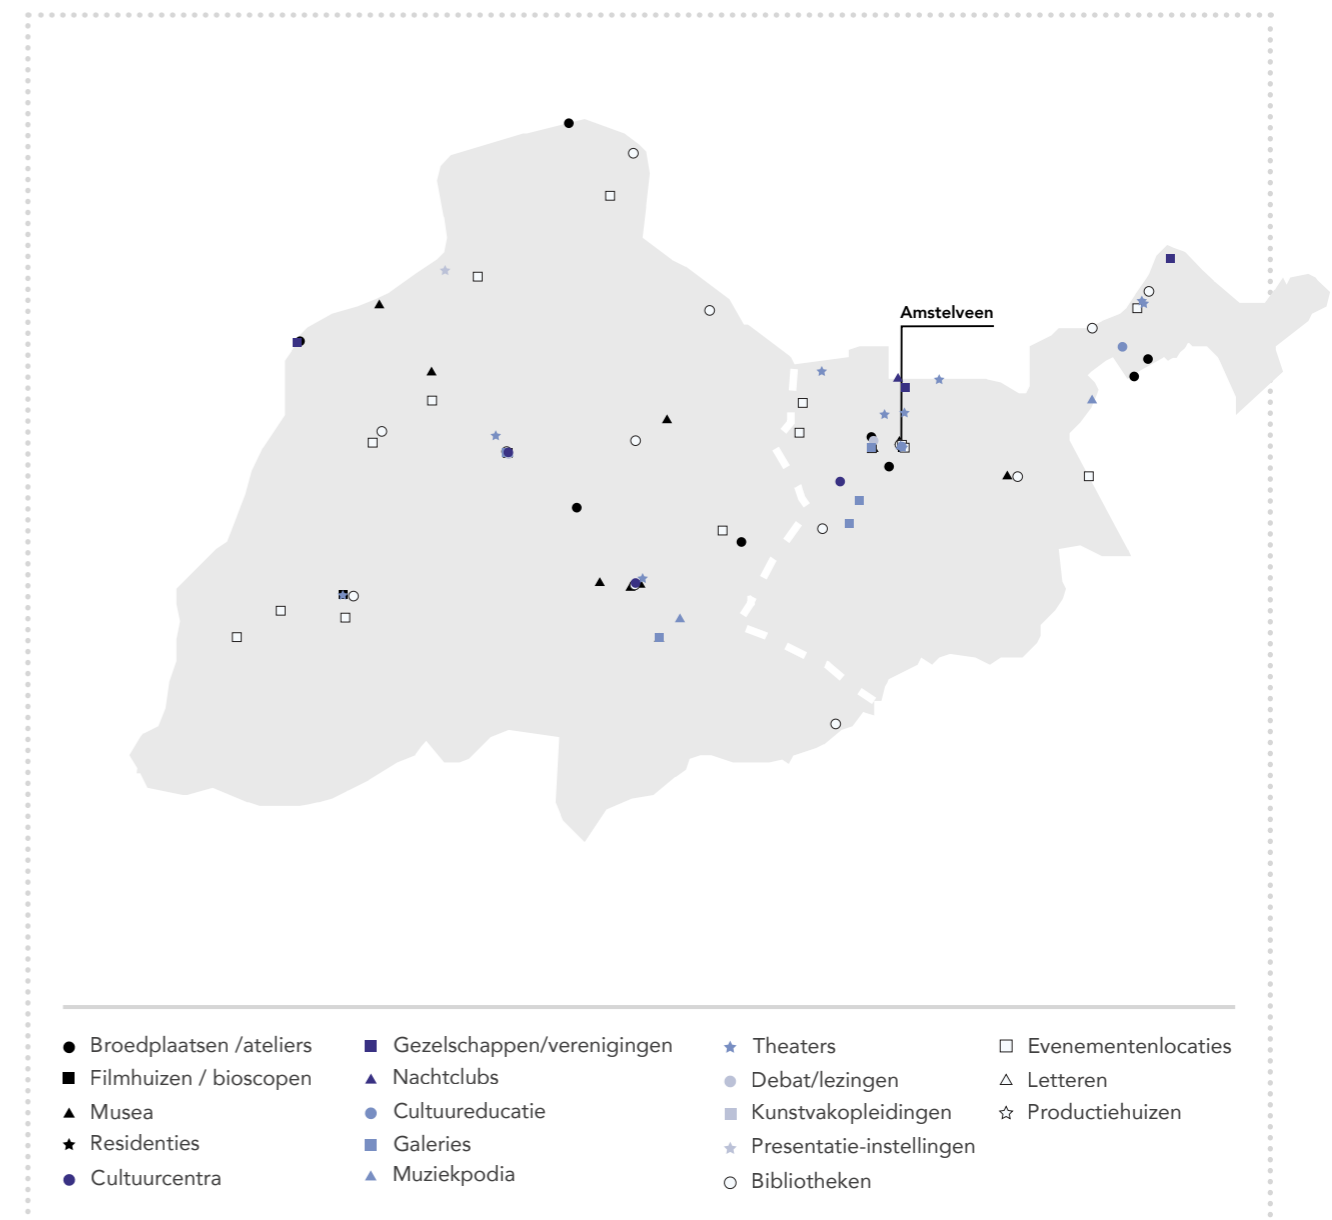 Amstelveen
Broedplaatsen /ateliers
Filmhuizen / bioscopen
Musea
Residenties
Cultuurcentra
Gezelschappen/verenigingen
Nachtclubs
Cultuureducatie
Galeries
Muziekpodia
Theaters
Debat/lezingen
Kunstvakopleidingen
Presentatie-instellingen
Bibliotheken
Evenementenlocaties
Letteren
Productiehuizen